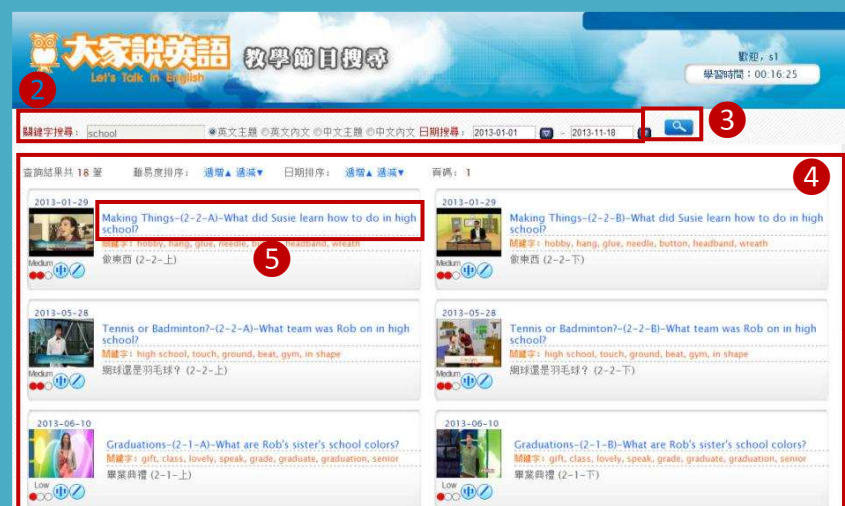 大家說英語 教學節目搜尋
Let's Talk in English
歡迎, s1
學習時間：00:16:25
2
3
關鍵字搜尋： school 英文主題 英文內文 中文主題 中文內文 日期搜尋： 2013-01-01 - 2013-11-18
4
查詢結果共 18 筆 難易度排序： 遞增▲ 遞減▼ 日期排序： 遞增▲ 遞減▼ 頁碼： 1
2013-01-29
Making Things-(2-2-A)-What did Susie learn how to do in high
school?
關鍵字: hobby, hang, glue, needle, headband, wreath
做東西 (2-2-上)
Medium
中
5
2013-01-29
Making Things-(2-2-B)-What did Susie learn how to do in high
school?
關鍵字: hobby, hang, glue, needle, button, headband, wreath
做東西 (2-2-下)
Medium
中
2013-05-28
Tennis or Badminton?-(2-2-A)-What team was Rob on in high
school?
關鍵字: high school, touch, ground, beat, gym, in shape
網球還是羽毛球？ (2-2-上)
Medium
中
2013-05-28
Tennis or Badminton?-(2-2-B)-What team was Rob on in high
school?
關鍵字: high school, touch, ground, beat, gym, in shape
網球還是羽毛球？ (2-2-下)
Medium
中
2013-06-10
Graduations-(2-1-A)-What are Rob's sister's school colors?
關鍵字: gift, class, lovely, speak, grade, graduate, graduation, senior
畢業典禮 (2-1-上)
Low
中
2013-06-10
Graduations-(2-1-B)-What are Rob's sister's school colors?
關鍵字: gift, class, lovely, speak, grade, graduate, graduation, senior
畢業典禮 (2-1-下)
Low
中